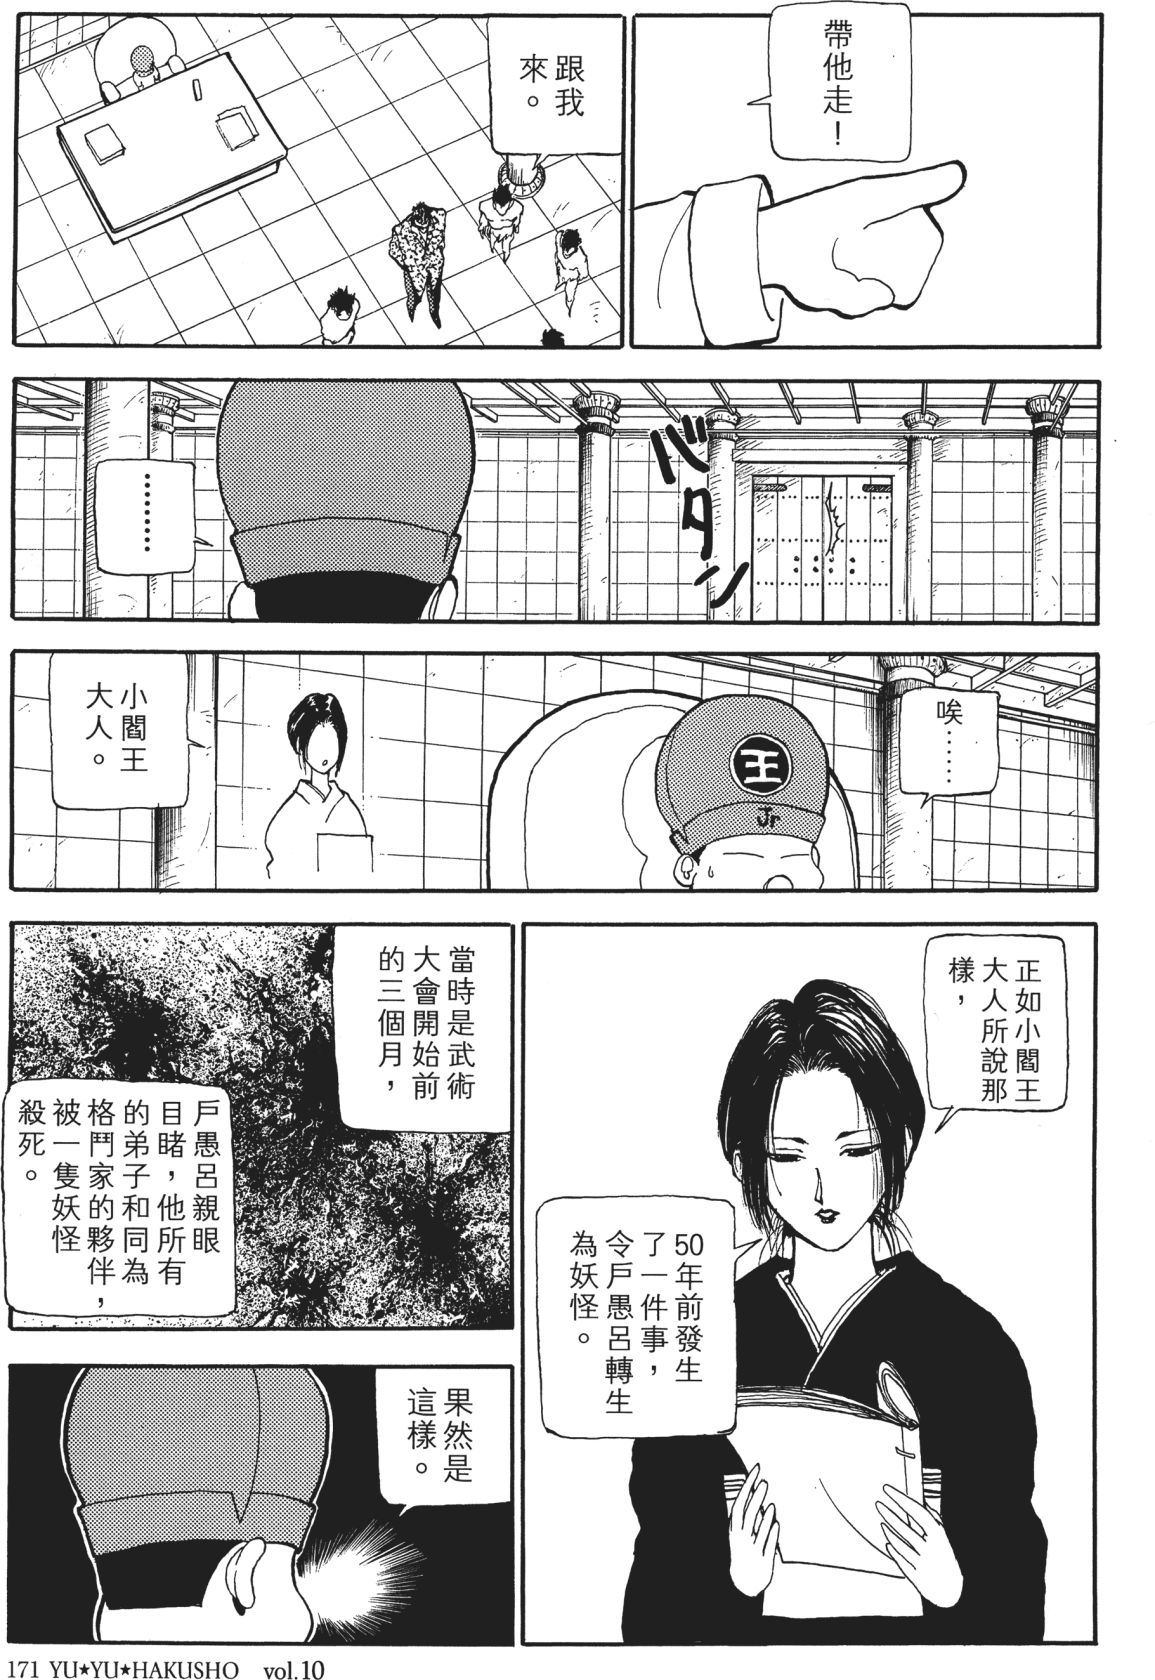 帶他走！
跟我
來。
………
バタン
唉……
王
Jr
小閻王
大人。
正如小閻王
大人所說那
樣，
50年前發生
了一件事，
令戶愚呂轉生
為妖怪。
當時是武術
大會開始前
的三個月，
戶愚呂親眼
目睹，他所有
的弟子和同為
格鬥家的夥伴，
被一隻妖怪
殺死。
果然是
這樣。
171 YU★YU★HAKUSHO vol.10